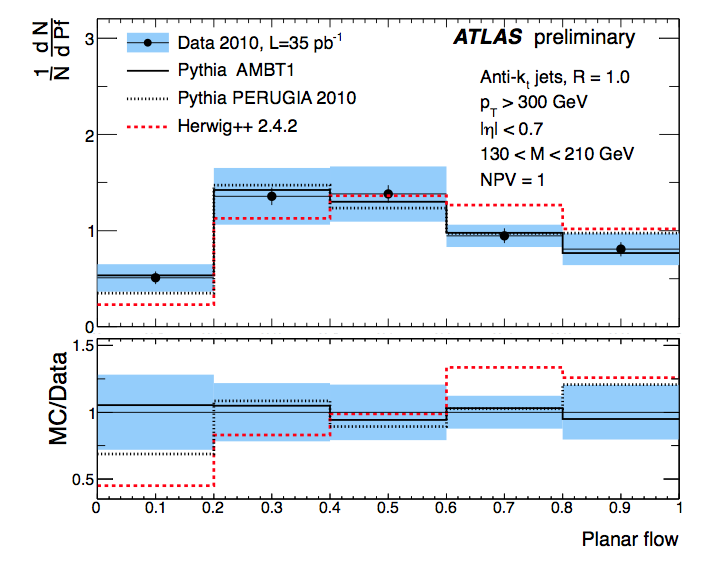 1/N dN/dPf
3
2
1
0
Data 2010, L=35 pb⁻¹
Pythia AMBT1
Pythia PERUGIA 2010
Herwig++ 2.4.2
ATLAS preliminary
Anti-kₜ jets, R = 1.0
p_T > 300 GeV
|η| < 0.7
130 < M < 210 GeV
NPV = 1
MC/Data
1.5
1
0.5
0 0.1 0.2 0.3 0.4 0.5 0.6 0.7 0.8 0.9 1
Planar flow